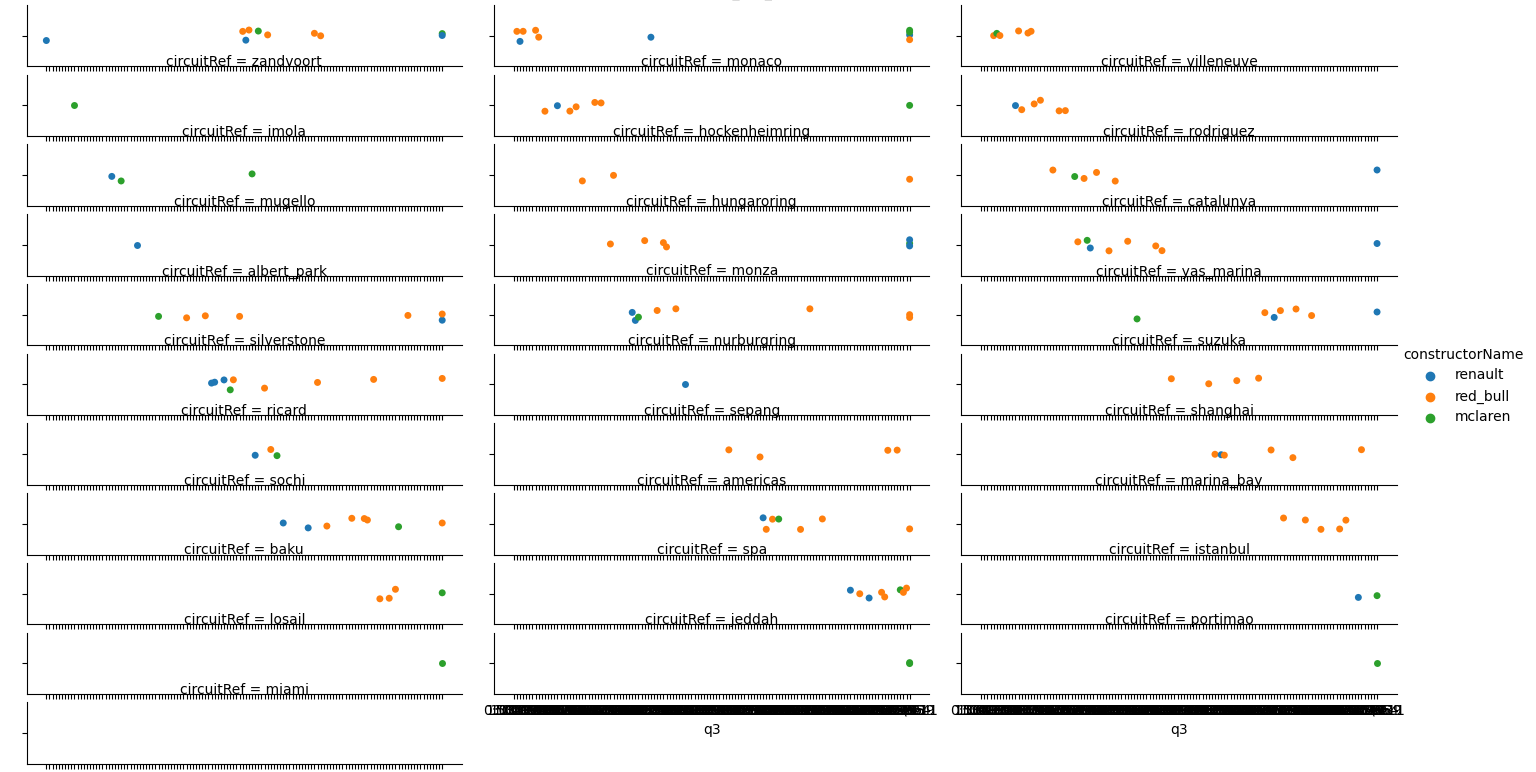 circuitRef = zandvoort
circuitRef = monaco
circuitRef = villeneuve
circuitRef = imola
circuitRef = hockenheimring
circuitRef = rodriguez
circuitRef = mugello
circuitRef = hungaroring
circuitRef = catalunya
circuitRef = albert_park
circuitRef = monza
circuitRef = yas_marina
circuitRef = silverstone
circuitRef = nurburgring
circuitRef = suzuka
constructorName
renault
red_bull
mclaren
circuitRef = ricard
circuitRef = sepang
circuitRef = shanghai
circuitRef = sochi
circuitRef = americas
circuitRef = marina_bay
circuitRef = baku
circuitRef = spa
circuitRef = istanbul
circuitRef = losail
circuitRef = jeddah
circuitRef = portimao
circuitRef = miami
q3
q3